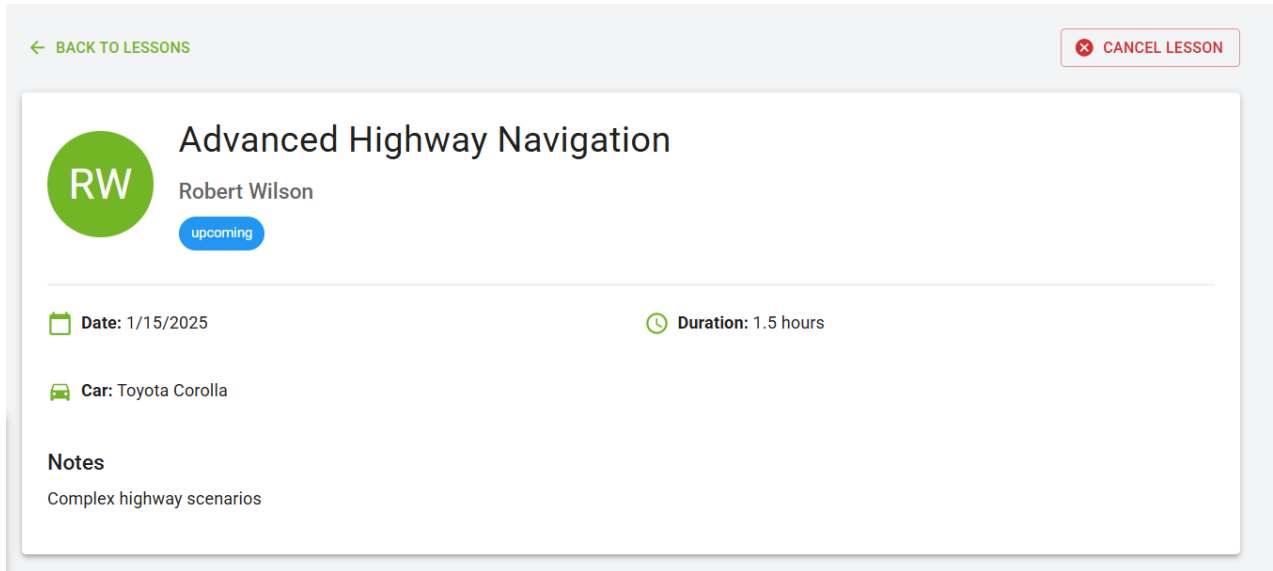 BACK TO LESSONS
CANCEL LESSON
RW
Advanced Highway Navigation
Robert Wilson
upcoming
Date: 1/15/2025
Duration: 1.5 hours
Car: Toyota Corolla
Notes
Complex highway scenarios